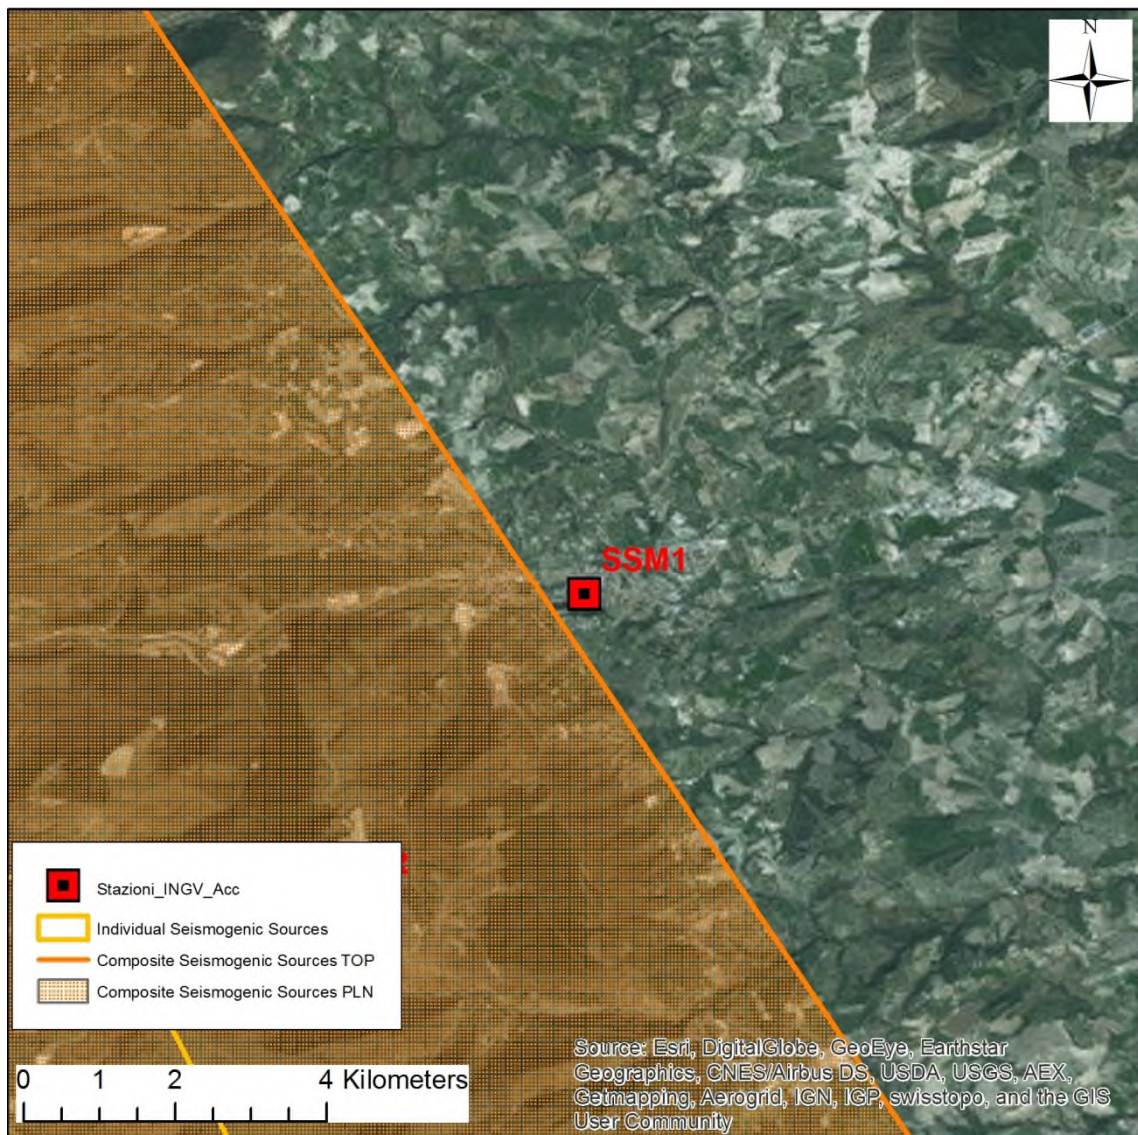 N
SSM1
Stazioni_INGV_Acc
Individual Seismogenic Sources
Composite Seismogenic Sources TOP
Composite Seismogenic Sources PLN
0 1 2 4 Kilometers
Source: Esri, DigitalGlobe, GeoEye, Earthstar
Geographics, CNES/Airbus DS, USDA, USGS, AEX,
Getmapping, Aerogrid, IGN, IGP, swisstopo, and the GIS
User Community